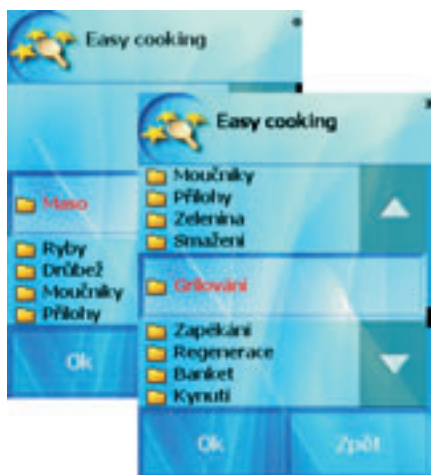 Easy cooking
Maso
Ryby
Drůbež
Moučníky
Přílohy
Ok
Easy cooking
Moučníky
Přílohy
Zelenina
Smažení
Grilování
Zapékání
Regenerace
Banket
Kynutí
Ok
Zpět